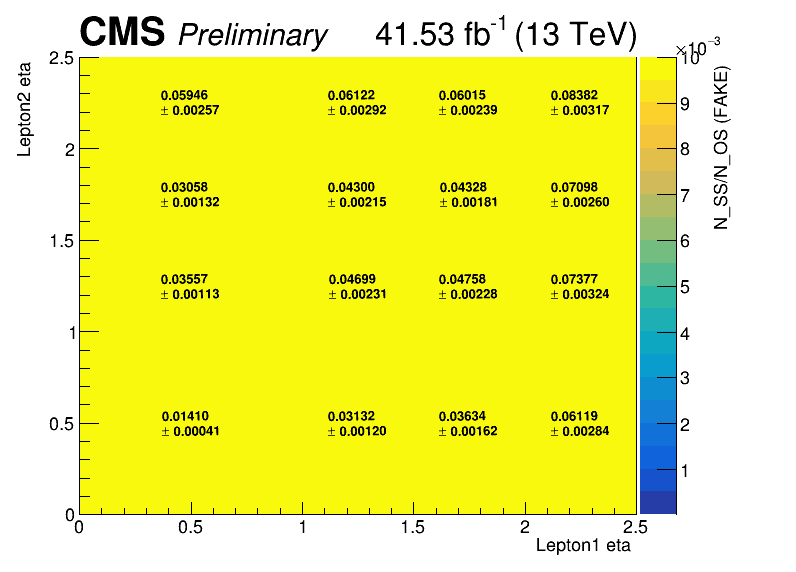 CMS Preliminary 41.53 fb-1 (13 TeV)
Lepton2 eta
2.5
2
1.5
1
0.5
0
0.05946 0.06122 0.06015 0.08382
± 0.00257 ± 0.00292 ± 0.00239 ± 0.00317
0.03058 0.04300 0.04328 0.07098
± 0.00132 ± 0.00215 ± 0.00181 ± 0.00260
0.03557 0.04699 0.04758 0.07377
± 0.00113 ± 0.00231 ± 0.00228 ± 0.00324
0.01410 0.03132 0.03634 0.06119
± 0.00041 ± 0.00120 ± 0.00162 ± 0.00284
0 0.5 1 1.5 2 2.5
Lepton1 eta
×10−3
10
9
8
7
6
5
4
3
2
1
N_SS/N_OS (FAKE)